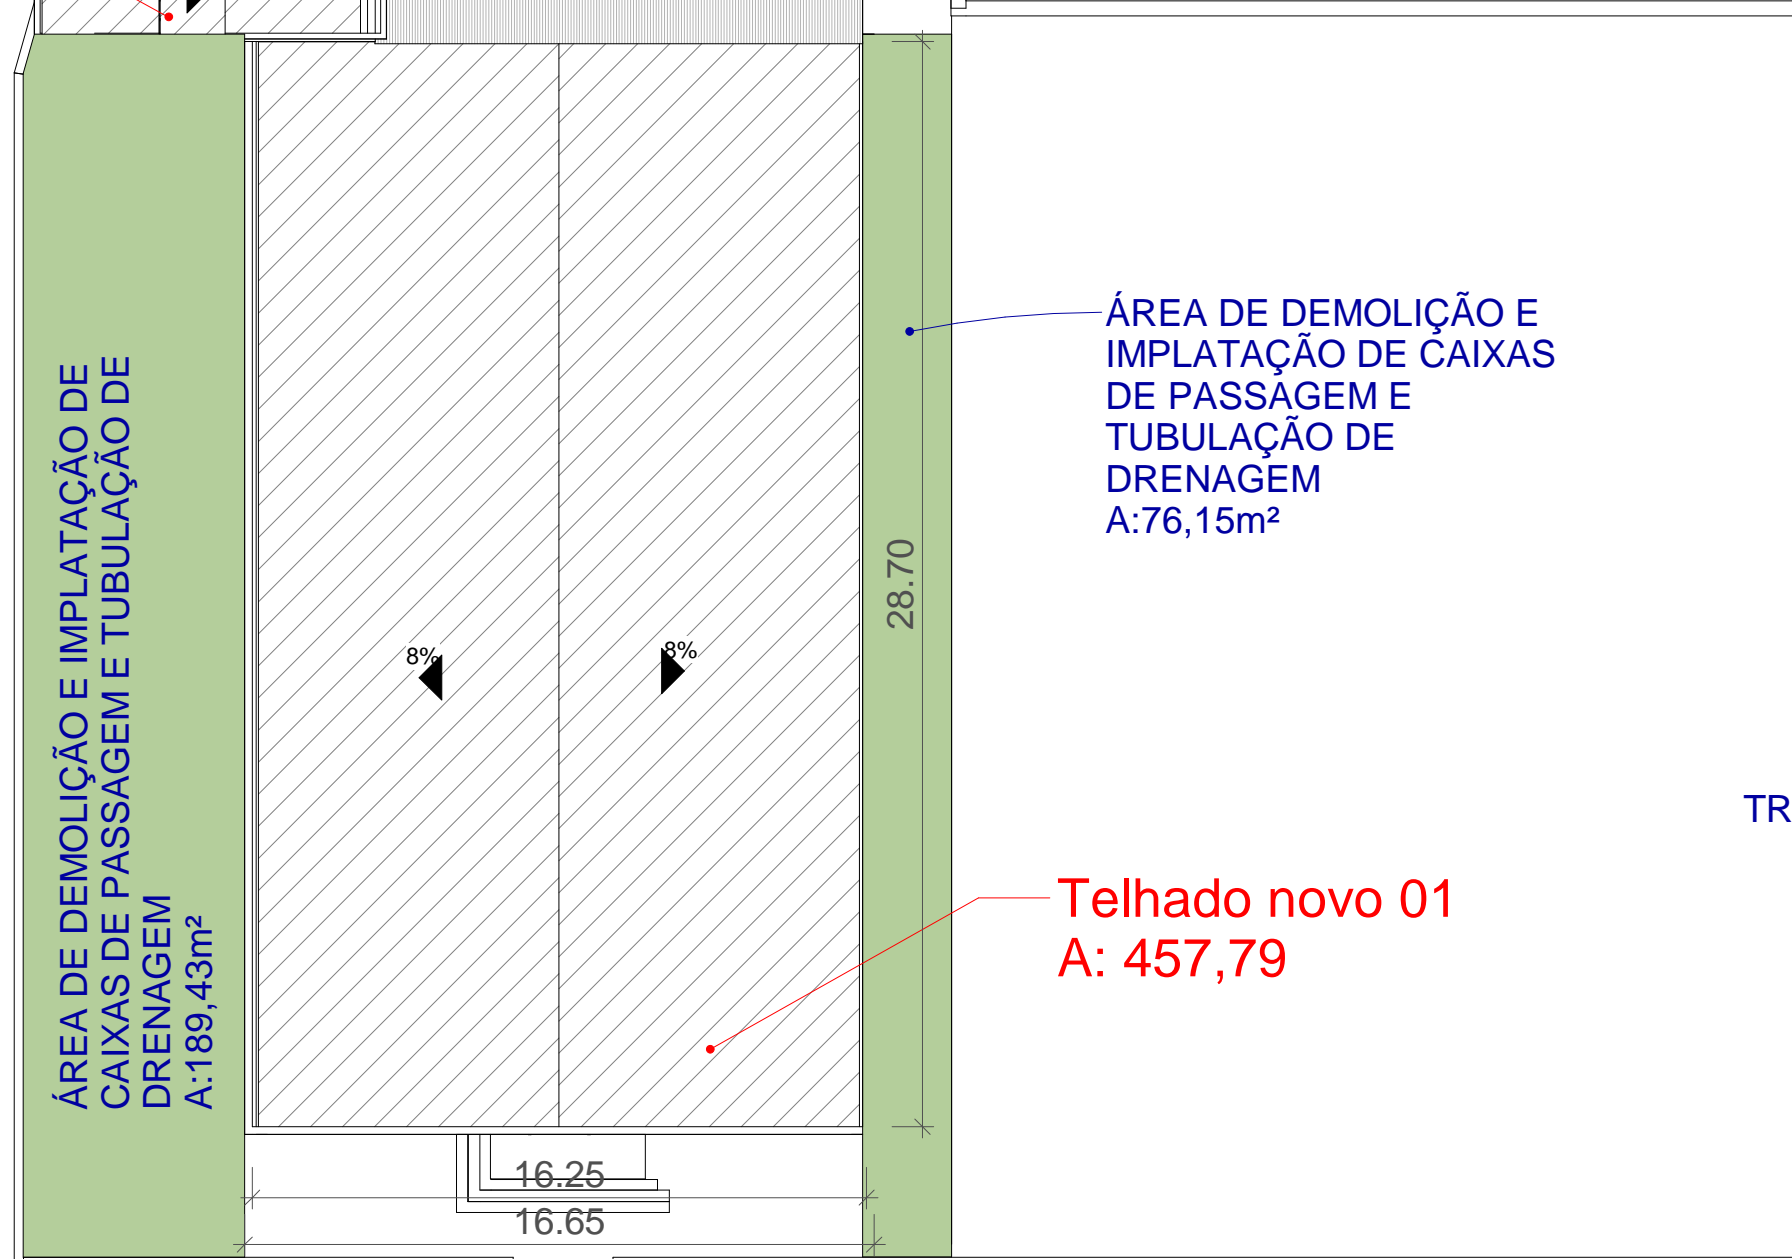 ÁREA DE DEMOLIÇÃO E IMPLATAÇÃO DE
CAIXAS DE PASSAGEM E TUBULAÇÃO DE
DRENAGEM
A:189,43m²
8%
8%
28.70
ÁREA DE DEMOLIÇÃO E
IMPLATAÇÃO DE CAIXAS
DE PASSAGEM E
TUBULAÇÃO DE
DRENAGEM
A:76,15m²
TR
Telhado novo 01
A: 457,79
16.25
16.65